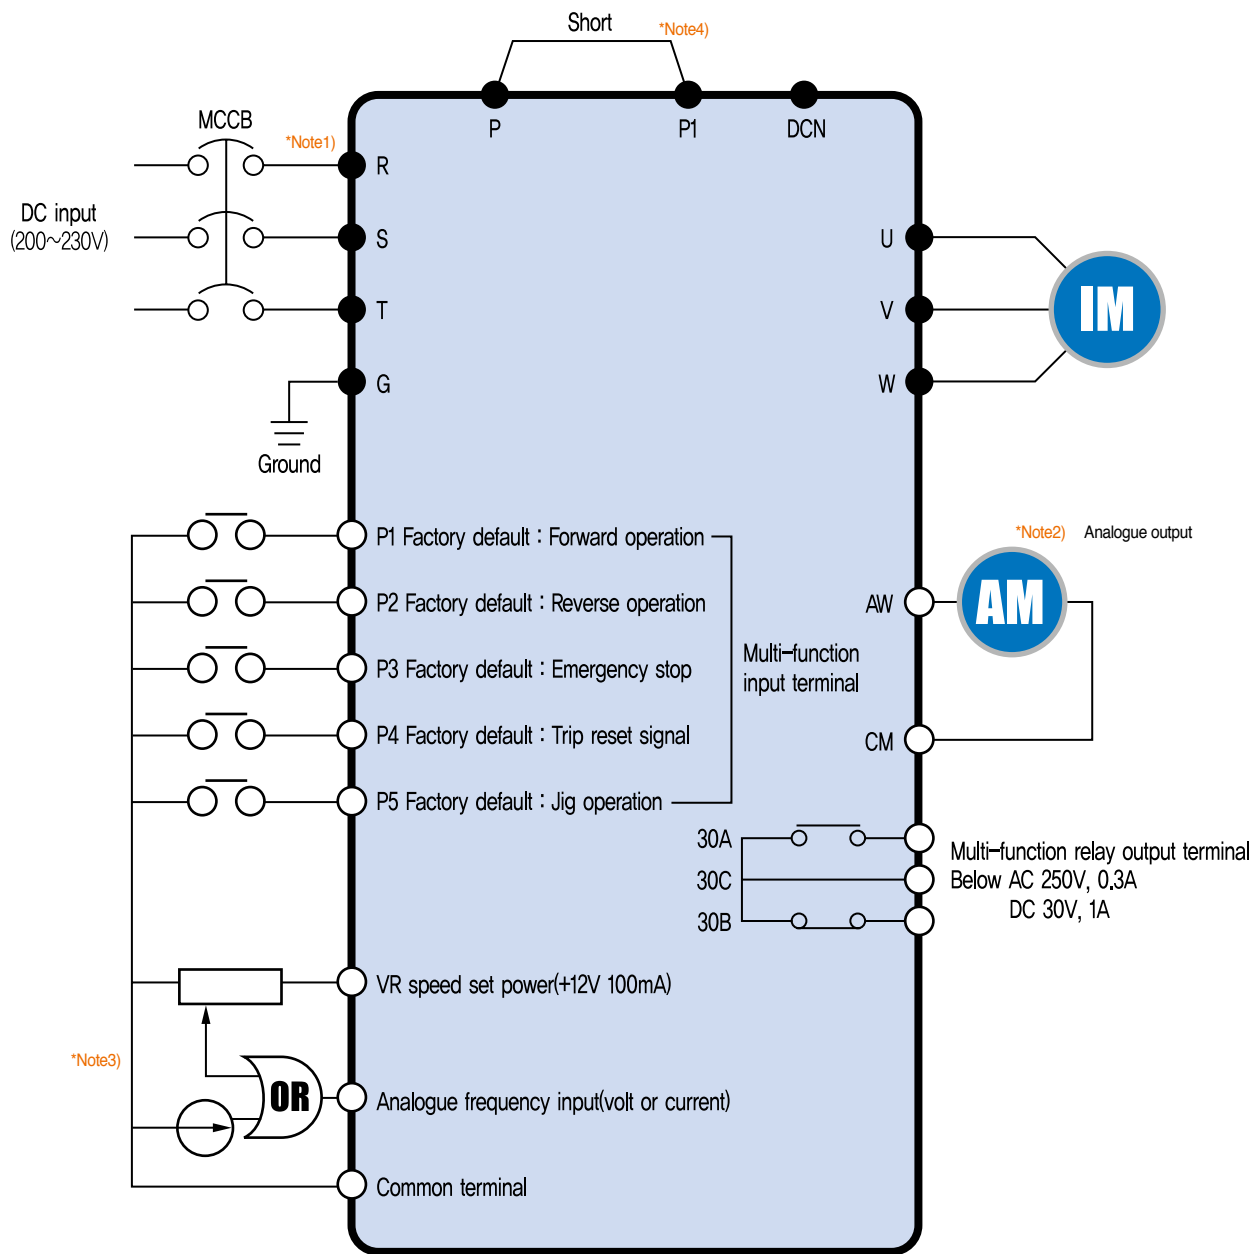 Short
*Note4)
P
P1
DCN
MCCB
*Note1)
R
DC input
(200~230V)
S
T
G
Ground
U
V
W
IM
P1 Factory default : Forward operation
P2 Factory default : Reverse operation
P3 Factory default : Emergency stop
P4 Factory default : Trip reset signal
P5 Factory default : Jig operation
Multi-function
input terminal
*Note2) Analogue output
AW
AM
CM
30A
30C
30B
Multi-function relay output terminal
Below AC 250V, 0.3A
DC 30V, 1A
VR speed set power(+12V 100mA)
*Note3)
OR
Analogue frequency input(volt or current)
Common terminal